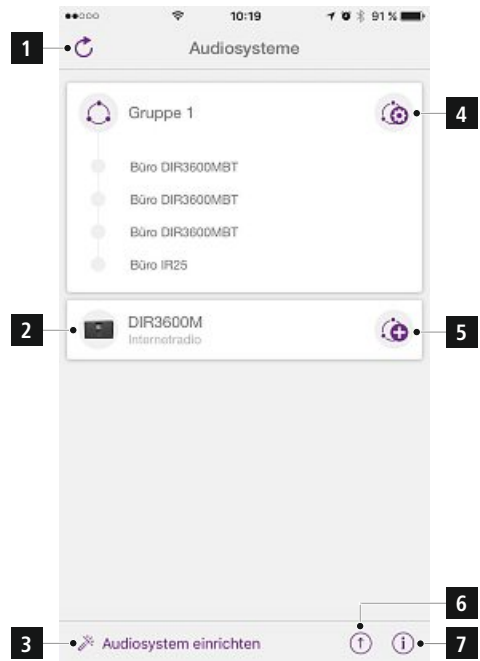 10:19
91 %
1
Audiosysteme
Gruppe 1
4
Büro DIR3600MBT
Büro DIR3600MBT
Büro DIR3600MBT
Büro IR25
2
DIR3600M
Internetradio
5
6
3
Audiosystem einrichten
7